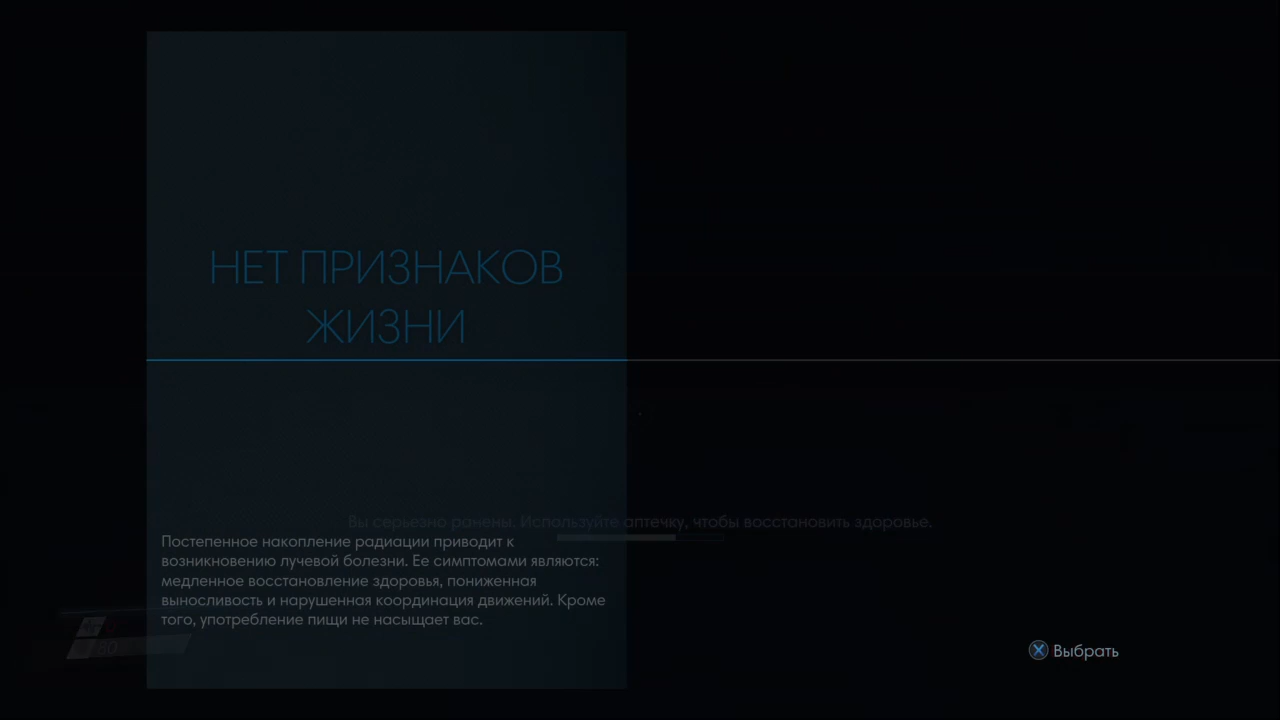 НЕТ ПРИЗНАКОВ
ЖИЗНИ
Вы серьезно ранены. Используйте аптечку, чтобы восстановить здоровье.
Постепенное накопление радиации приводит к
возникновению лучевой болезни. Ее симптомами являются:
медленное восстановление здоровья, пониженная
выносливость и нарушенная координация движений. Кроме
того, употребление пищи не насыщает вас.
80
Выбрать